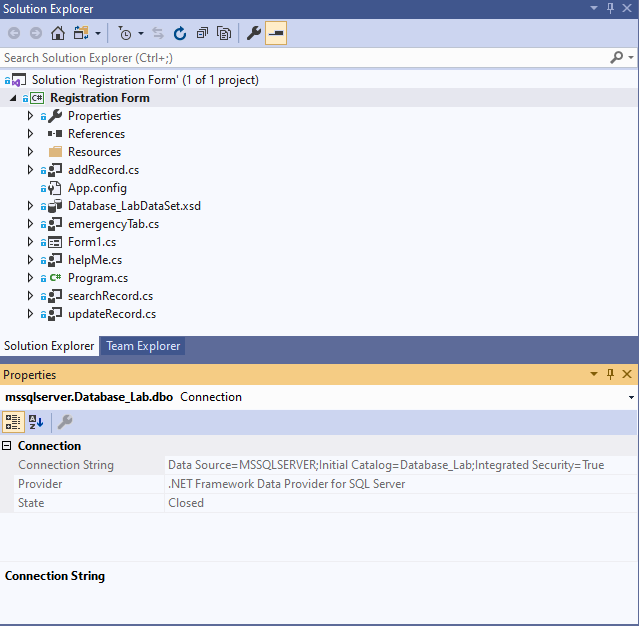 Solution Explorer
Search Solution Explorer (Ctrl+;)
Solution 'Registration Form' (1 of 1 project)
C# Registration Form
Properties
References
Resources
addRecord.cs
App.config
Database_LabDataSet.xsd
emergencyTab.cs
Form1.cs
helpMe.cs
C# Program.cs
searchRecord.cs
updateRecord.cs
Solution Explorer Team Explorer
Properties
mssqlserver.Database_Lab.dbo Connection
A Z
Connection
Connection String Data Source=MSSQLSERVER;Initial Catalog=Database_Lab;Integrated Security=True
Provider .NET Framework Data Provider for SQL Server
State Closed
Connection String